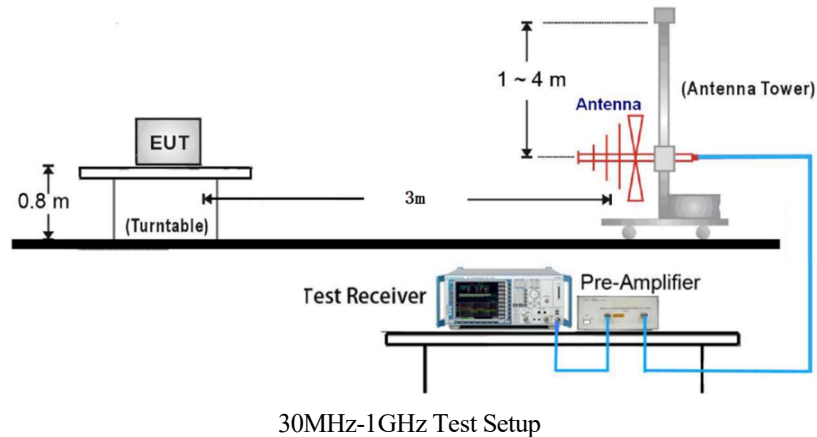 1 ~ 4 m
(Antenna Tower)
Antenna
EUT
0.8 m
3m
(Turntable)
Test Receiver
Pre-Amplifier
30MHz-1GHz Test Setup